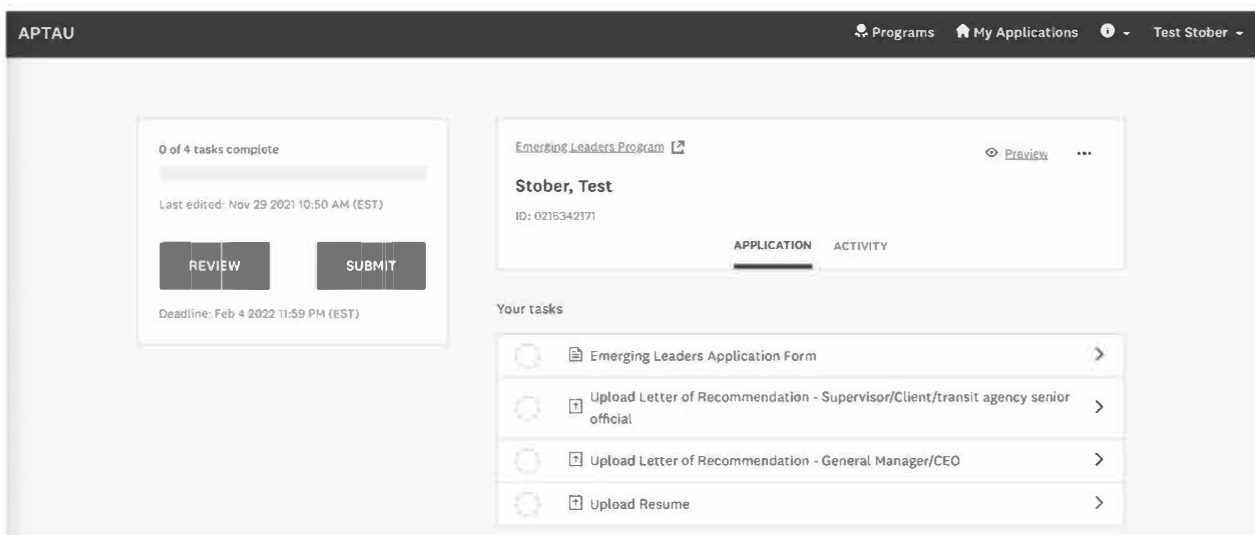 APTAU
Programs
My Applications
Test Stober
0 of 4 tasks complete
Last edited: Nov 29 2021 10:50 AM (EST)
REVIEW
SUBMIT
Deadline: Feb 4 2022 11:59 PM (EST)
Emerging Leaders Program
Preview
Stober, Test
ID: 0216342171
APPLICATION
ACTIVITY
Your tasks
Emerging Leaders Application Form
Upload Letter of Recommendation - Supervisor/Client/transit agency senior
official
Upload Letter of Recommendation - General Manager/CEO
Upload Resume